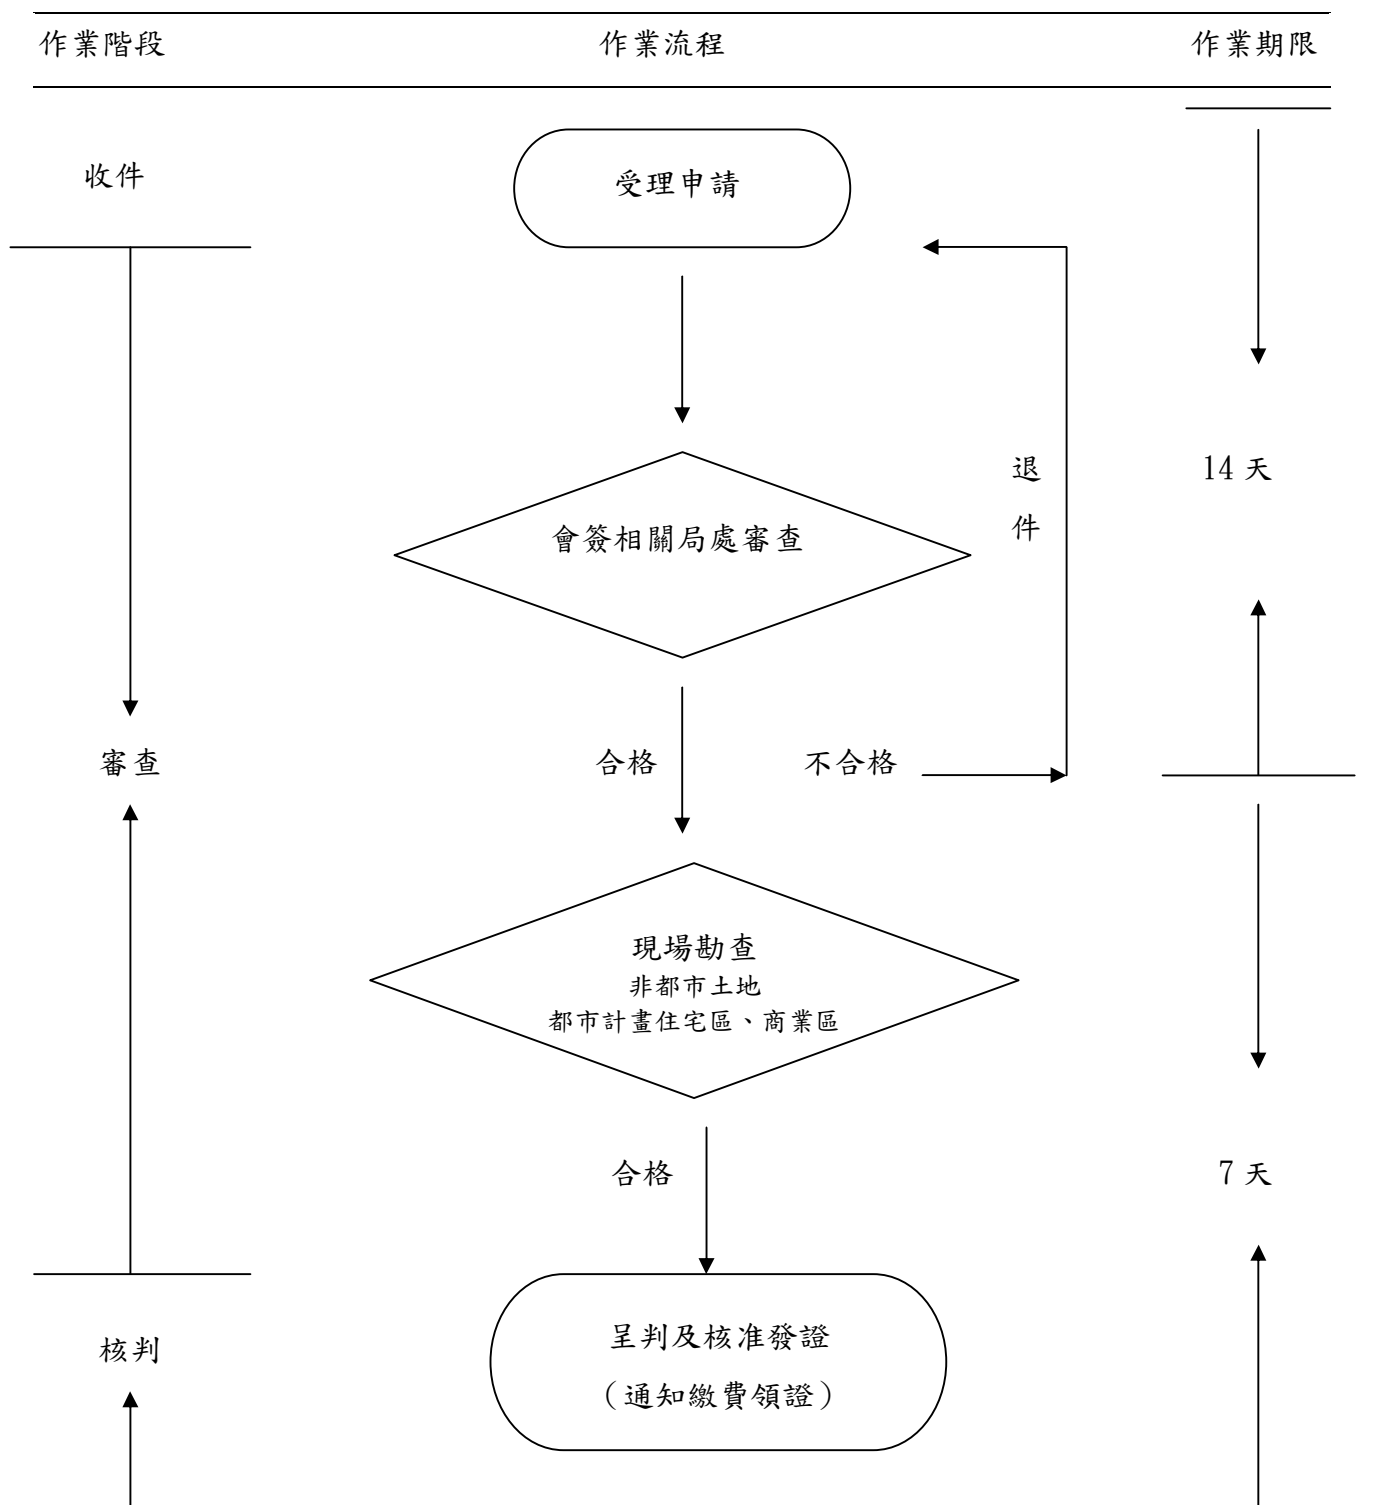 作業階段 作業流程 作業期限
收件
受理申請
退
件
14 天
會簽相關局處審查
審查
合格
不合格
現場勘查
非都市土地
都市計畫住宅區、商業區
合格
7 天
核判
呈判及核准發證
（通知繳費領證）